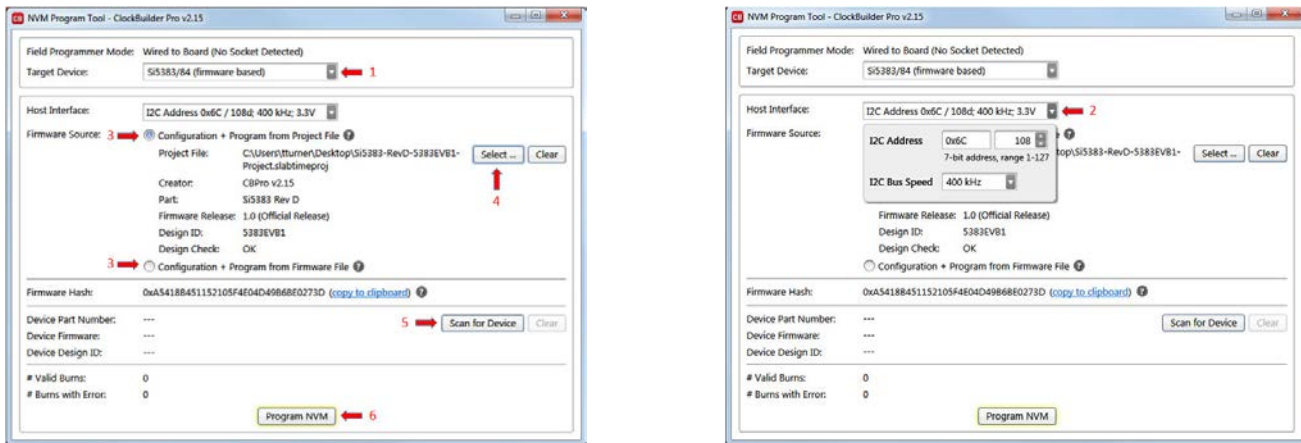 CB NVM Program Tool - ClockBuilder Pro v2.15
Field Programmer Mode: Wired to Board (No Socket Detected)
Target Device: Si5383/84 (firmware based) 1
Host Interface: I2C Address 0x6C / 108d; 400 kHz; 3.3V
Firmware Source: 3 Configuration + Program from Project File ?
Project File: C:\Users\tturner\Desktop\Si5383-RevD-5383EVB1- Select ... Clear
Project.slabtimeproj
Creator: CBPro v2.15
4
Part: Si5383 Rev D
Firmware Release: 1.0 (Official Release)
Design ID: 5383EVB1
Design Check: OK
3 Configuration + Program from Firmware File ?
Firmware Hash: 0xA5418B451152105F4E04D49B6BE0273D (copy to clipboard) ?
Device Part Number: --- 5 Scan for Device Clear
Device Firmware: ---
Device Design ID: ---
# Valid Burns: 0
# Burns with Error: 0
Program NVM 6
CB NVM Program Tool - ClockBuilder Pro v2.15
Field Programmer Mode: Wired to Board (No Socket Detected)
Target Device: Si5383/84 (firmware based)
Host Interface: I2C Address 0x6C / 108d; 400 kHz; 3.3V 2
Firmware Source: ?
I2C Address 0x6C 108
top\Si5383-RevD-5383EVB1- Select ... Clear
7-bit address, range 1-127
I2C Bus Speed 400 kHz
Firmware Release: 1.0 (Official Release)
Design ID: 5383EVB1
Design Check: OK
Configuration + Program from Firmware File ?
Firmware Hash: 0xA5418B451152105F4E04D49B6BE0273D (copy to clipboard) ?
Device Part Number: --- Scan for Device Clear
Device Firmware: ---
Device Design ID: ---
# Valid Burns: 0
# Burns with Error: 0
Program NVM